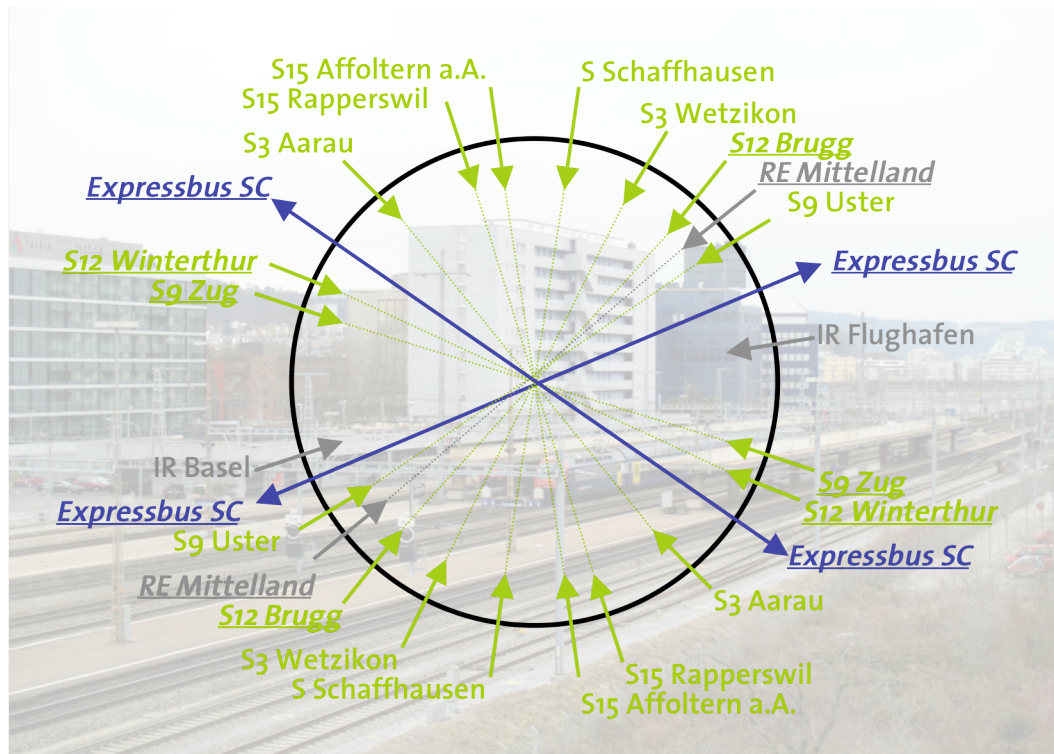 S15 Affoltern a.A.
S Schaffhausen
S15 Rapperswil
S3 Wetzikon
S3 Aarau
S12 Brugg
RE Mittelland
Expressbus SC
S9 Uster
S12 Winterthur
Expressbus SC
S9 Zug
IR Flughafen
IR Basel
S9 Zug
Expressbus SC
S12 Winterthur
S9 Uster
Expressbus SC
RE Mittelland
S3 Aarau
S12 Brugg
S3 Wetzikon
S15 Rapperswil
S Schaffhausen
S15 Affoltern a.A.